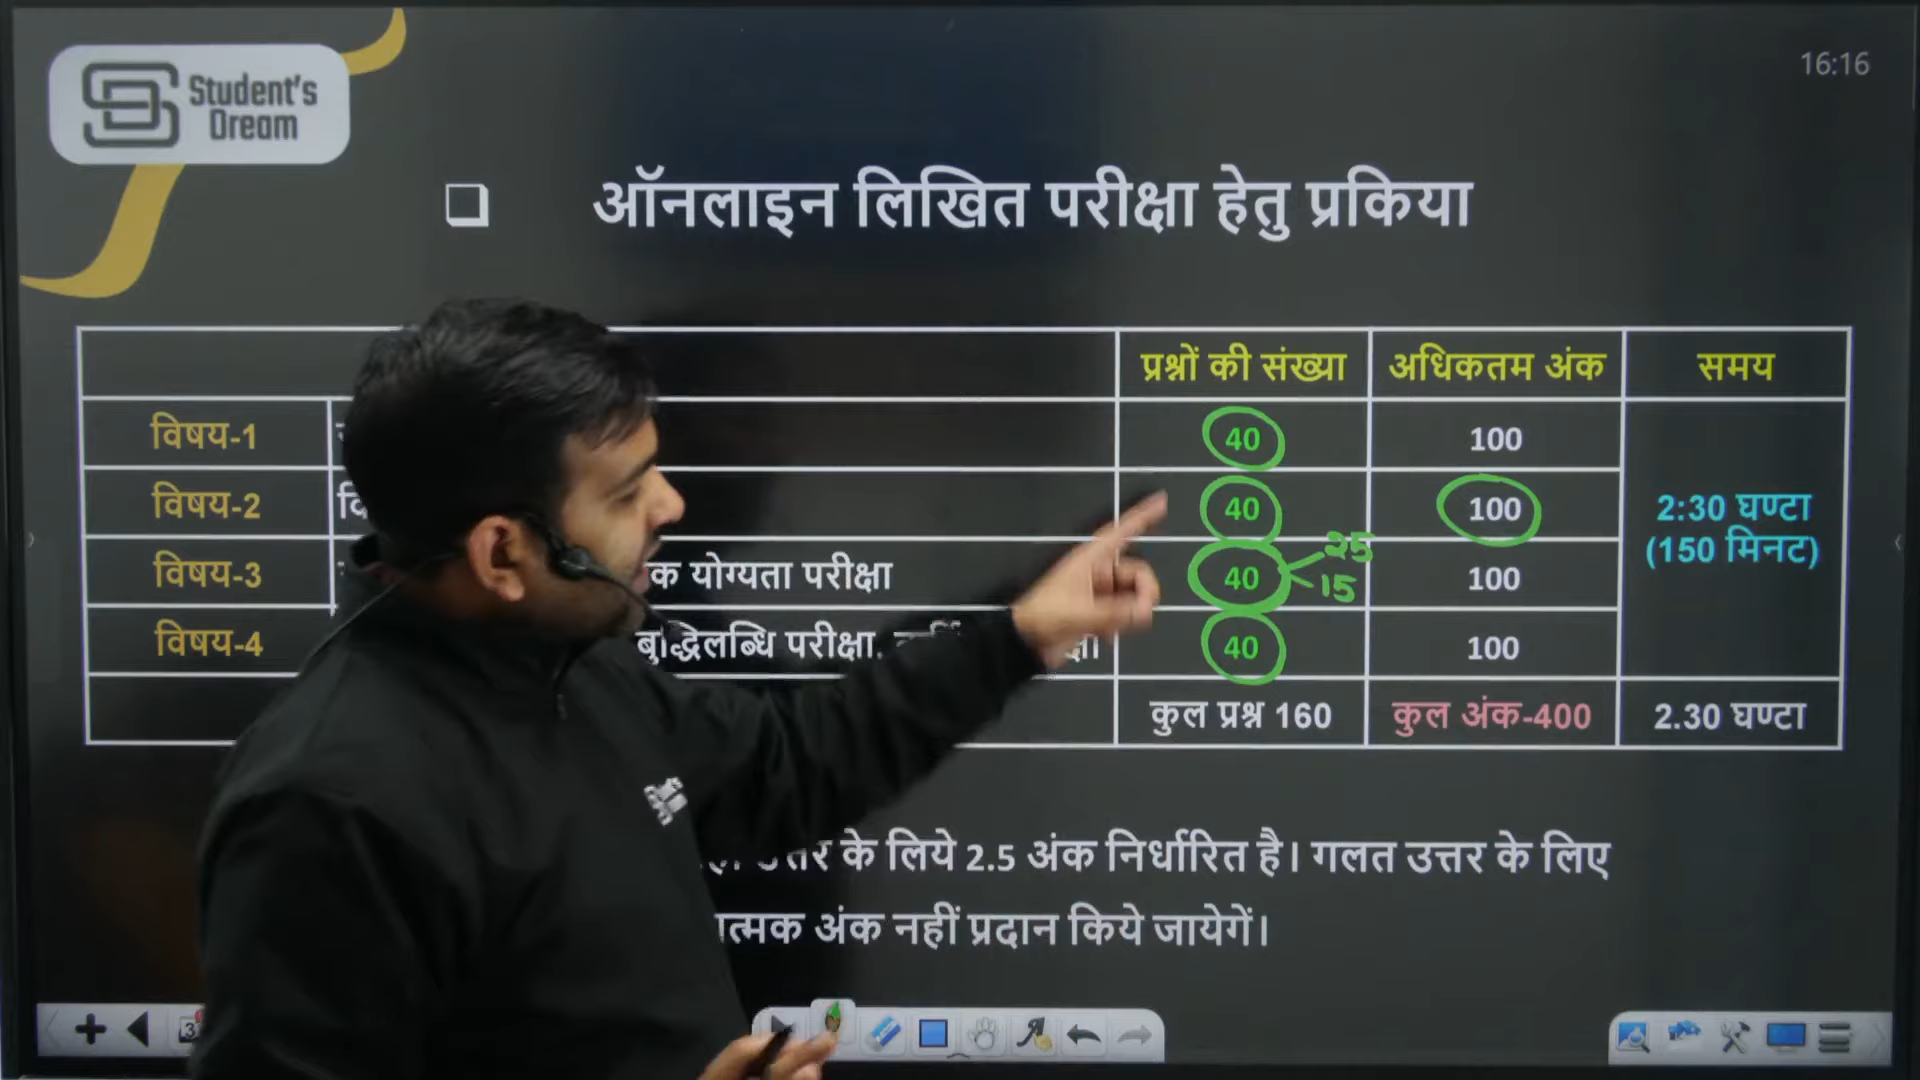 Student's
Dream
16:16
ऑनलाइन लिखित परीक्षा हेतु प्रकिया
प्रश्नों की संख्या अधिकतम अंक समय
विषय-1 40 100
विषय-2 40 100 2:30 घण्टा
(150 मिनट)
25
विषय-3 योग्यता परीक्षा 40 100
15
विषय-4 बुद्धिलब्धि परीक्षा, 40 100
कुल प्रश्न 160 कुल अंक-400 2.30 घण्टा
के लिये 2.5 अंक निर्धारित है। गलत उत्तर के लिए
अंक नहीं प्रदान किये जायेगें।